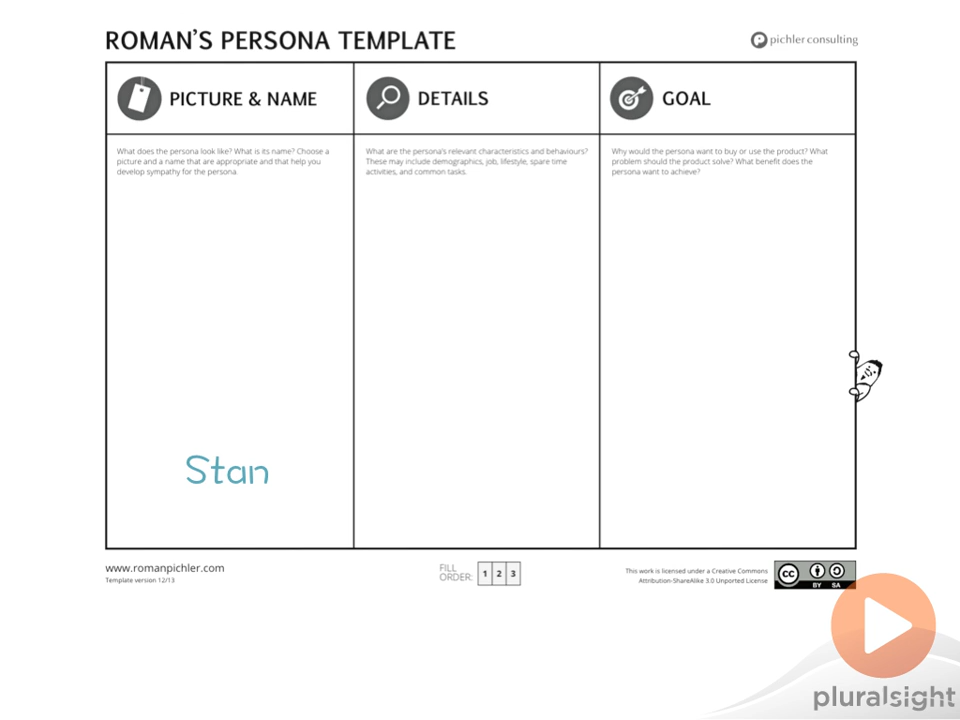 ROMAN'S PERSONA TEMPLATE
pichler consulting
PICTURE & NAME
DETAILS
GOAL
What does the persona look like? What is its name? Choose a
picture and a name that are appropriate and that help you
develop sympathy for the persona.
What are the persona's relevant characteristics and behaviours?
These may include demographics, job, lifestyle, spare time
activities, and common tasks.
Why would the persona want to buy or use the product? What
problem should the product solve? What benefit does the
persona want to achieve?
Stan
www.romanpichler.com
Template version 12/13
FILL
ORDER:
1 2 3
This work is licensed under a Creative Commons
Attribution-ShareAlike 3.0 Unported License
cc
BY SA
pluralsight